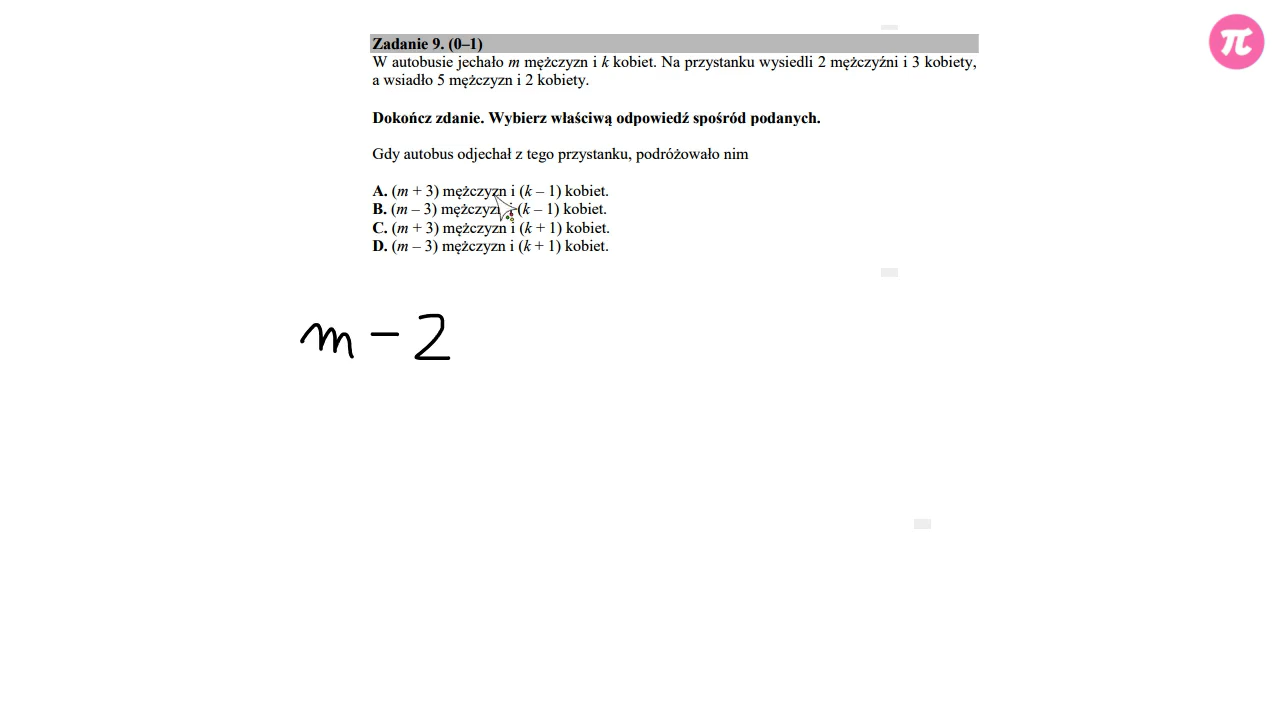 π
Zadanie 9. (0–1)
W autobusie jechało m mężczyzn i k kobiet. Na przystanku wysiedli 2 mężczyźni i 3 kobiety,
a wsiadło 5 mężczyzn i 2 kobiety.
Dokończ zdanie. Wybierz właściwą odpowiedź spośród podanych.
Gdy autobus odjechał z tego przystanku, podróżowało nim
A. (m + 3) mężczyzn i (k – 1) kobiet.
B. (m – 3) mężczyzn i (k – 1) kobiet.
C. (m + 3) mężczyzn i (k + 1) kobiet.
D. (m – 3) mężczyzn i (k + 1) kobiet.
m – 2